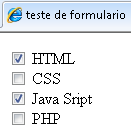 teste de formulario
HTML
CSS
Java Sript
PHP